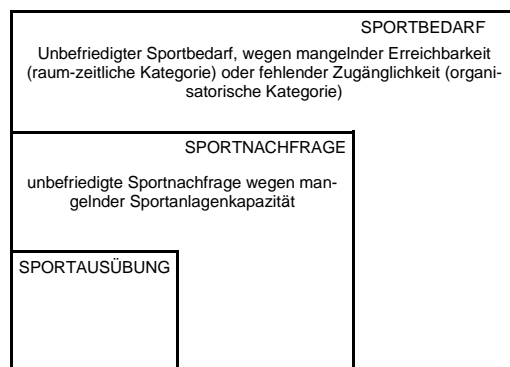 SPORTBEDARF
Unbefriedigter Sportbedarf, wegen mangelnder Erreichbarkeit
(raum-zeitliche Kategorie) oder fehlender Zugänglichkeit (organi-
satorische Kategorie)
SPORTNACHFRAGE
unbefriedigte Sportnachfrage wegen man-
gelnder Sportanlagenkapazität
SPORTAUSÜBUNG